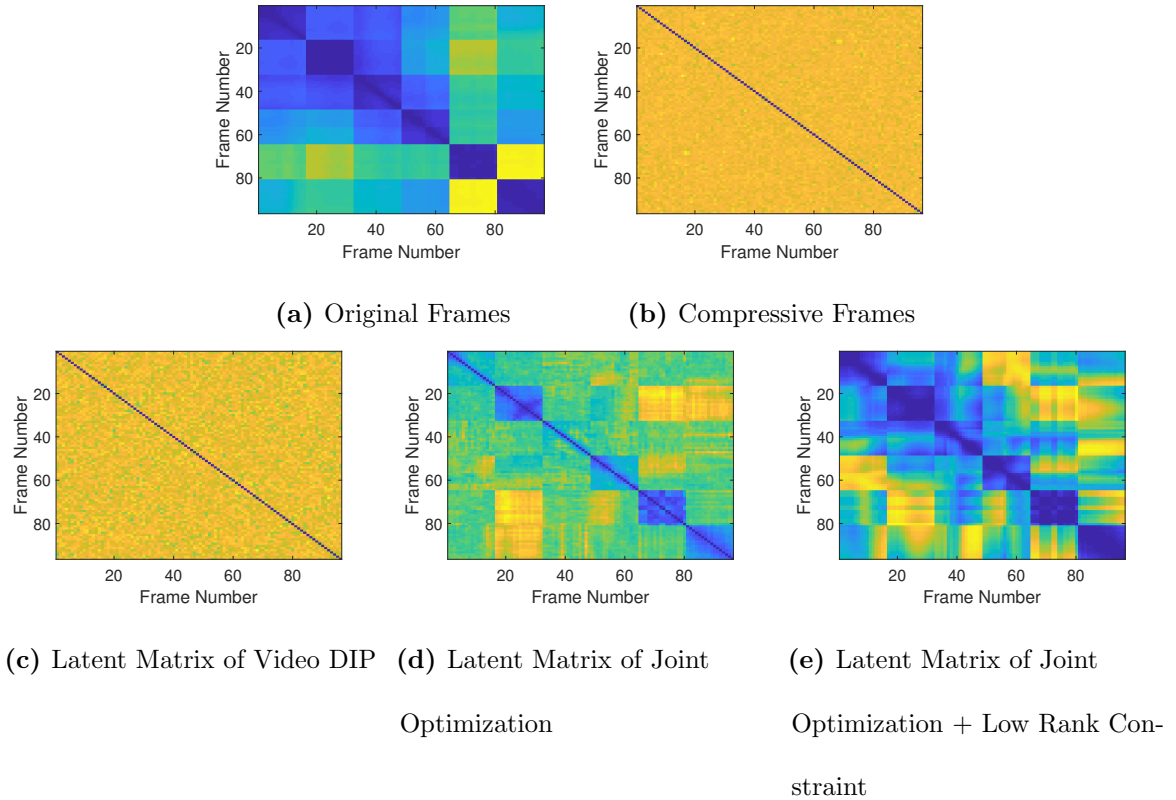 Frame Number
20
40
60
80
20 40 60 80
Frame Number
(a) Original Frames
Frame Number
20
40
60
80
20 40 60 80
Frame Number
(b) Compressive Frames
Frame Number
20
40
60
80
20 40 60 80
Frame Number
(c) Latent Matrix of Video DIP
Frame Number
20
40
60
80
20 40 60 80
Frame Number
(d) Latent Matrix of Joint
Optimization
Frame Number
20
40
60
80
20 40 60 80
Frame Number
(e) Latent Matrix of Joint
Optimization + Low Rank Con-
straint